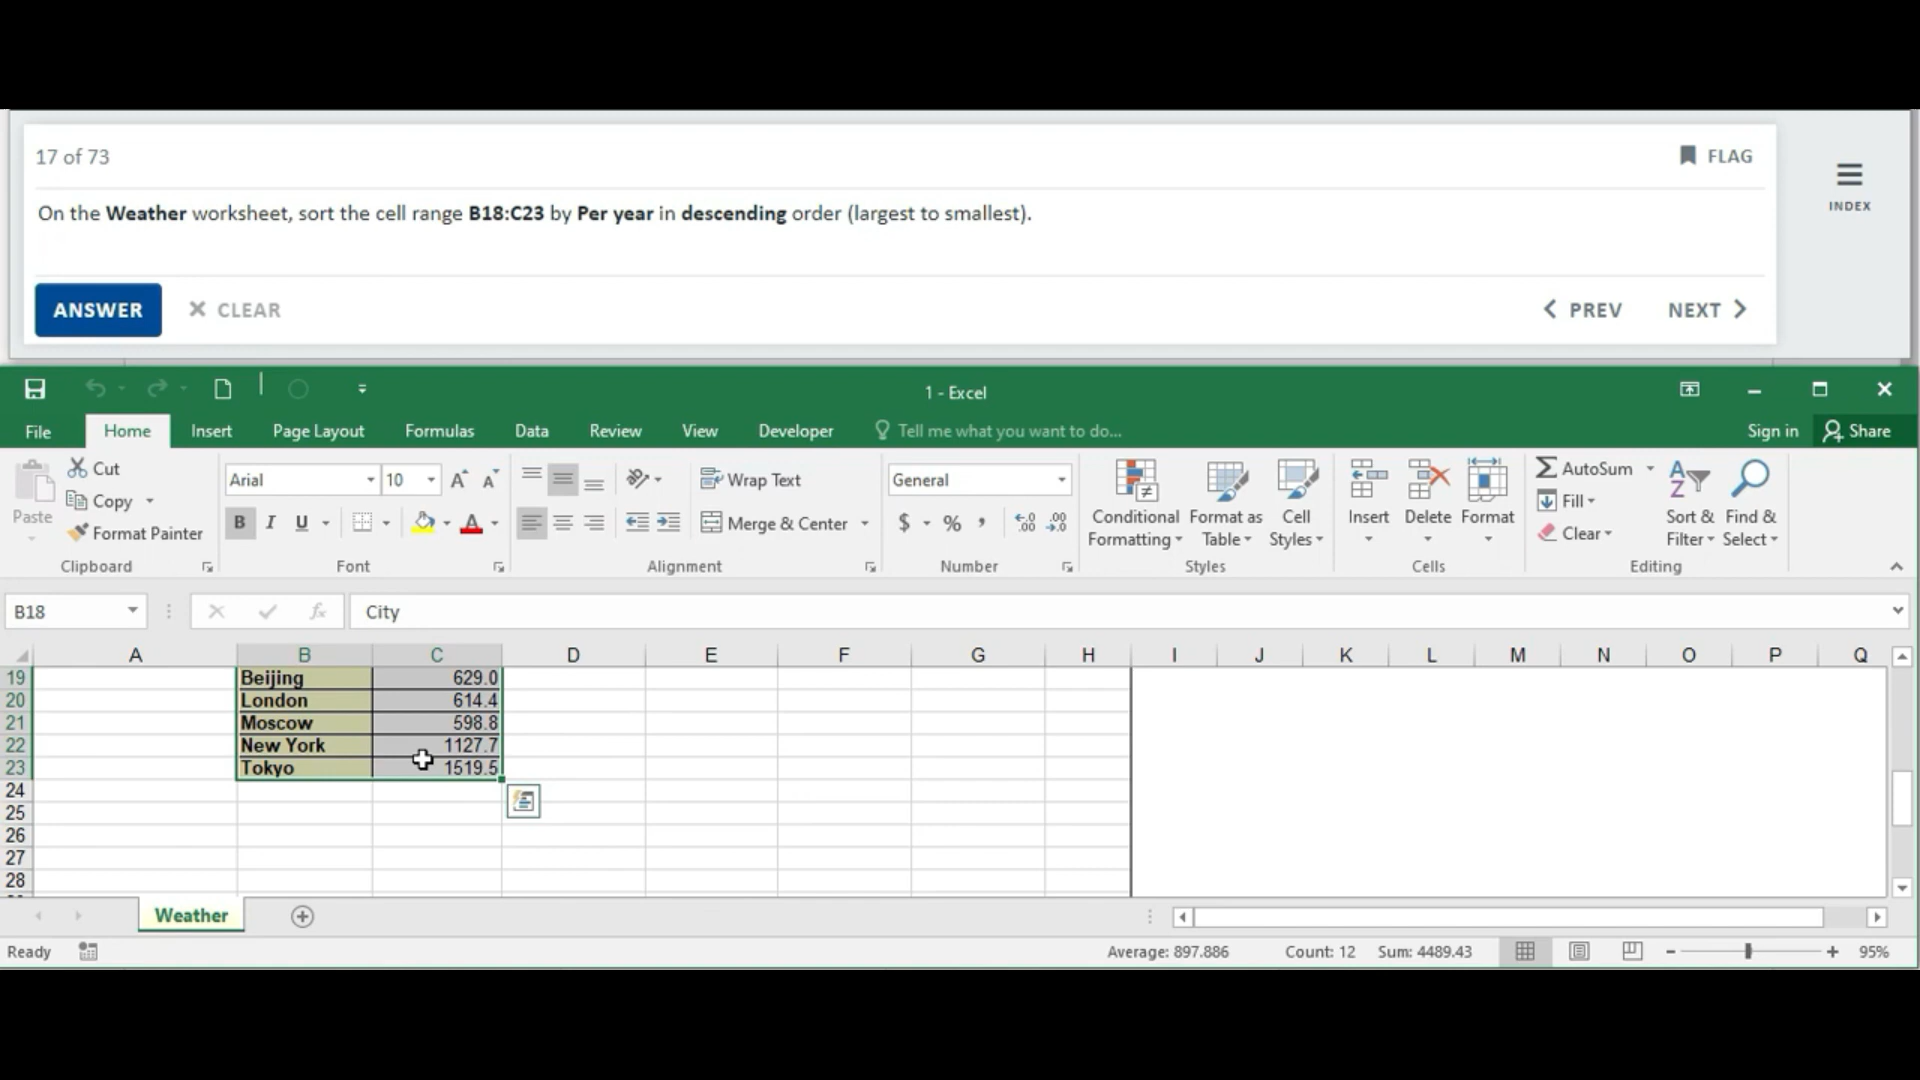 17 of 73
FLAG
INDEX
On the Weather worksheet, sort the cell range B18:C23 by Per year in descending order (largest to smallest).
ANSWER
CLEAR
PREV
NEXT
1 - Excel
File
Home
Insert
Page Layout
Formulas
Data
Review
View
Developer
Tell me what you want to do...
Sign in
Share
Paste
Cut
Copy
Format Painter
Clipboard
Arial
10
B I U
Font
Wrap Text
Merge & Center
Alignment
General
$ % ,
Number
Conditional Formatting
Format as Table
Cell Styles
Styles
Insert
Delete
Format
Cells
AutoSum
Fill
Clear
Sort & Filter
Find & Select
Editing
B18
fx
City
A B C D E F G H I J K L M N O P Q
19 Beijing 629.0
20 London 614.4
21 Moscow 598.8
22 New York 1127.7
23 Tokyo 1519.5
24
25
26
27
28
Weather
Ready
Average: 897.886
Count: 12
Sum: 4489.43
95%